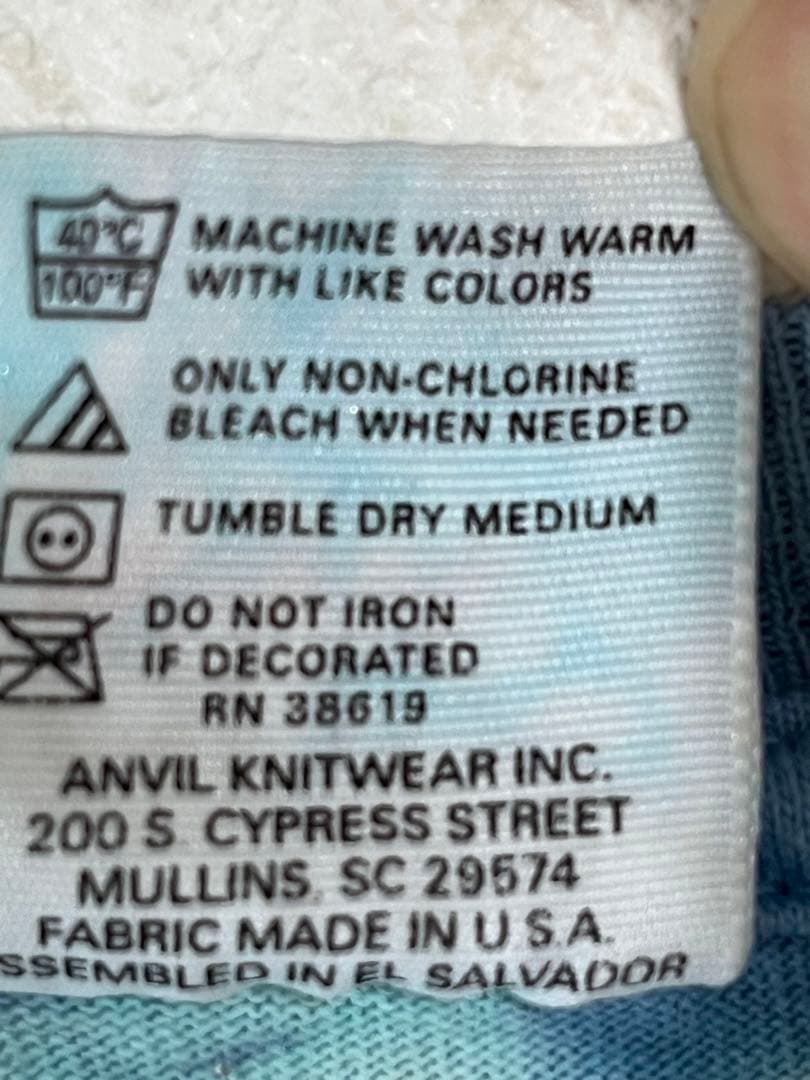 40°C
100°F
MACHINE WASH WARM
WITH LIKE COLORS
ONLY NON-CHLORINE
BLEACH WHEN NEEDED
TUMBLE DRY MEDIUM
DO NOT IRON
IF DECORATED
RN 38619
ANVIL KNITWEAR INC.
200 S. CYPRESS STREET
MULLINS, SC 29574
FABRIC MADE IN U.S.A.
SSEMBLED IN EL SALVADOR